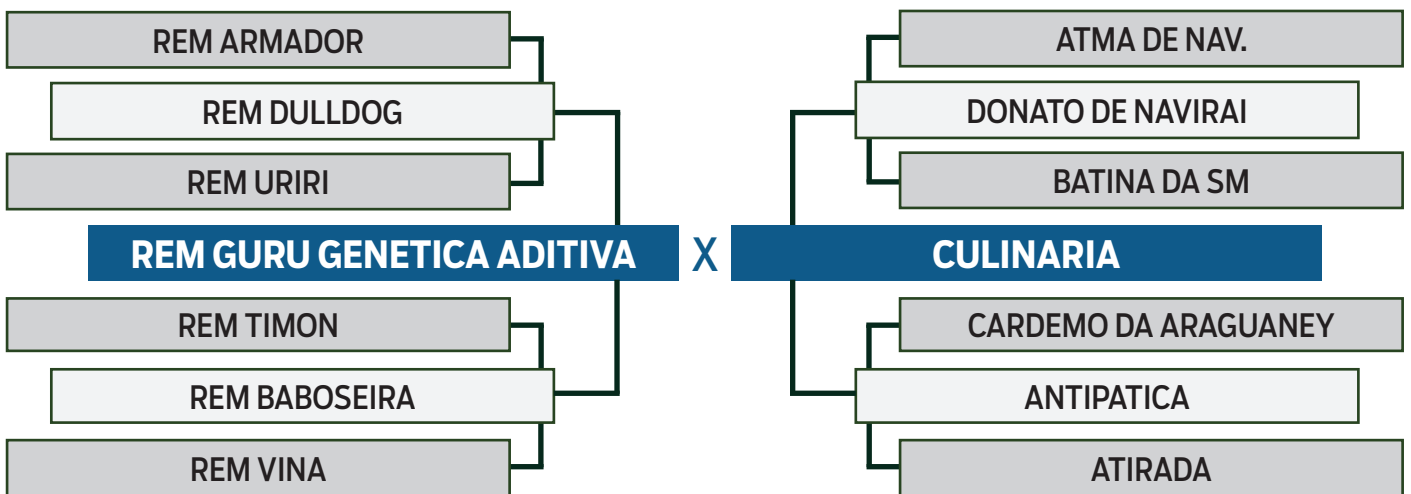 REM ARMADOR
REM DULLDOG
REM URIRI
REM GURU GENETICA ADITIVA
REM TIMON
REM BABOSEIRA
REM VINA
X
ATMA DE NAV.
DONATO DE NAVIRAI
BATINA DA SM
CULINARIA
CARDEMO DA ARAGUANEY
ANTIPATICA
ATIRADA